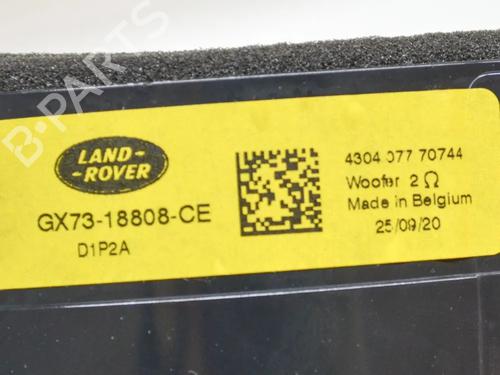 B-PARTS
LAND-
-ROVER
GX73-18808-CE
D1P2A
4304 077 70744
Woofer 2 Ω
Made in Belgium
25/09/20